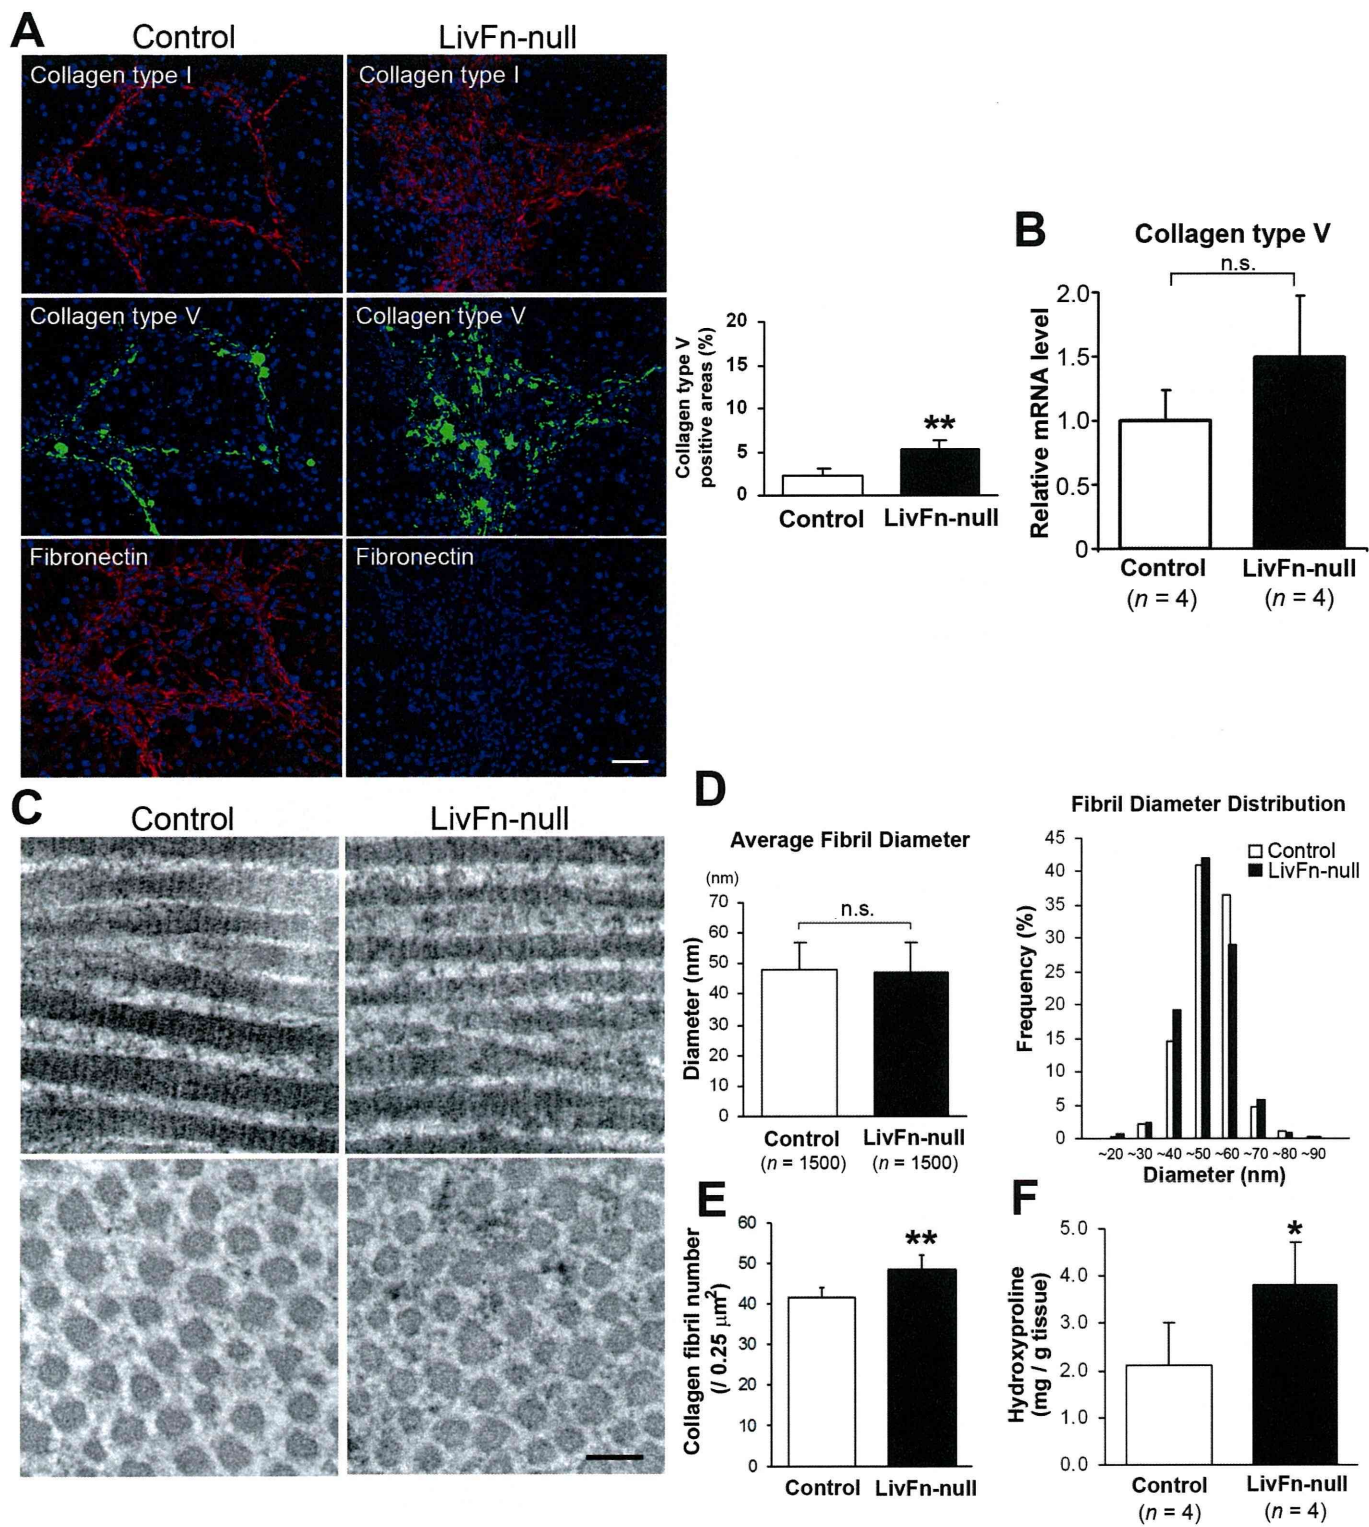 A
Control
LivFn-null
Collagen type I
Collagen type I
Collagen type V
Collagen type V
Fibronectin
Fibronectin
Collagen type V
positive areas (%)
20
15
10
5
0
**
Control
LivFn-null
B
Collagen type V
n.s.
Relative mRNA level
2.0
1.5
1.0
0.5
0
Control
LivFn-null
(n = 4)
(n = 4)
C
Control
LivFn-null
D
Average Fibril Diameter
(nm)
Diameter (nm)
70
60
50
40
30
20
10
0
n.s.
Control
LivFn-null
(n = 1500)
(n = 1500)
Fibril Diameter Distribution
Frequency (%)
45
40
35
30
25
20
15
10
5
0
Control
LivFn-null
~20 ~30 ~40 ~50 ~60 ~70 ~80 ~90
Diameter (nm)
E
Collagen fibril number
(/ 0.25 μm2)
60
50
40
30
20
10
0
**
Control
LivFn-null
F
Hydroxyproline
(mg / g tissue)
5.0
4.0
3.0
2.0
1.0
0.0
*
Control
LivFn-null
(n = 4)
(n = 4)